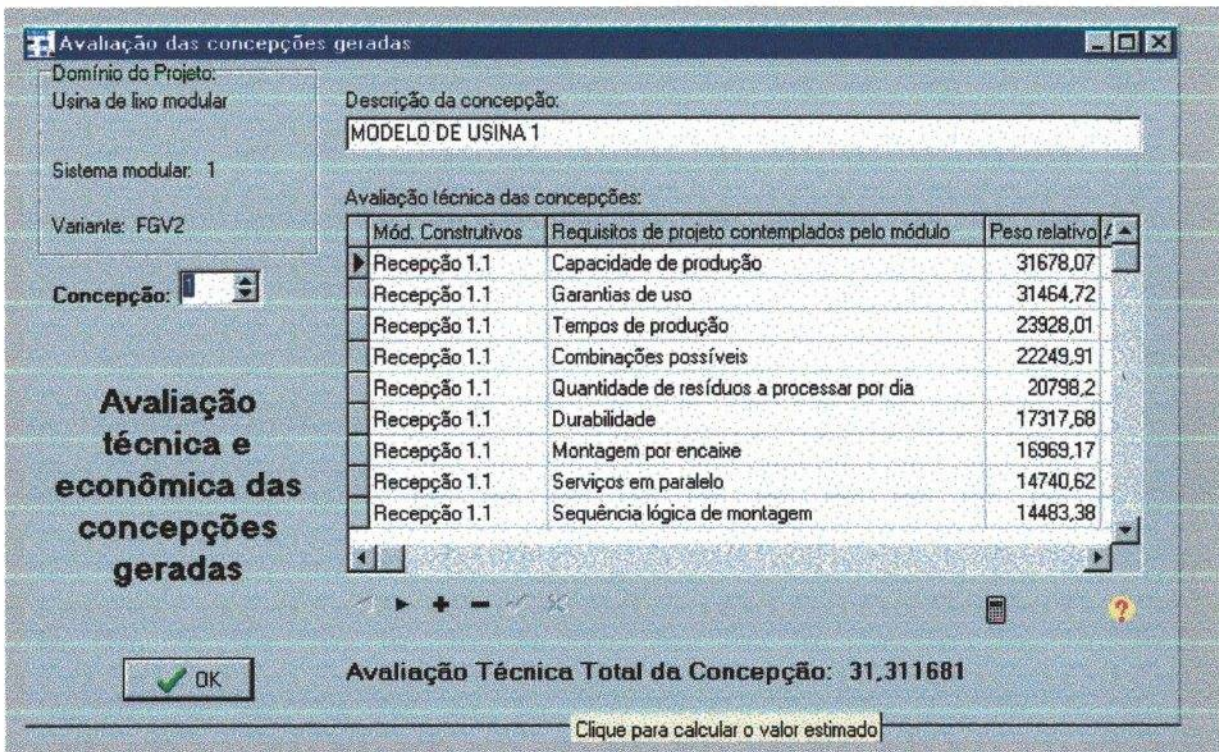 Avaliação das concepções geradas
Domínio do Projeto:
Usina de lixo modular
Sistema modular: 1
Variante: FGV2
Concepção: 1
Avaliação
técnica e
econômica das
concepções
geradas
OK
Descrição da concepção:
MODELO DE USINA 1
Avaliação técnica das concepções:
Mód. Construtivos Requisitos de projeto contemplados pelo módulo Peso relativo A
Recepção 1.1 Capacidade de produção 31678,07
Recepção 1.1 Garantias de uso 31464,72
Recepção 1.1 Tempos de produção 23928,01
Recepção 1.1 Combinações possíveis 22249,91
Recepção 1.1 Quantidade de resíduos a processar por dia 20798,2
Recepção 1.1 Durabilidade 17317,68
Recepção 1.1 Montagem por encaixe 16969,17
Recepção 1.1 Serviços em paralelo 14740,62
Recepção 1.1 Sequência lógica de montagem 14483,38
Avaliação Técnica Total da Concepção: 31,311681
Clique para calcular o valor estimado